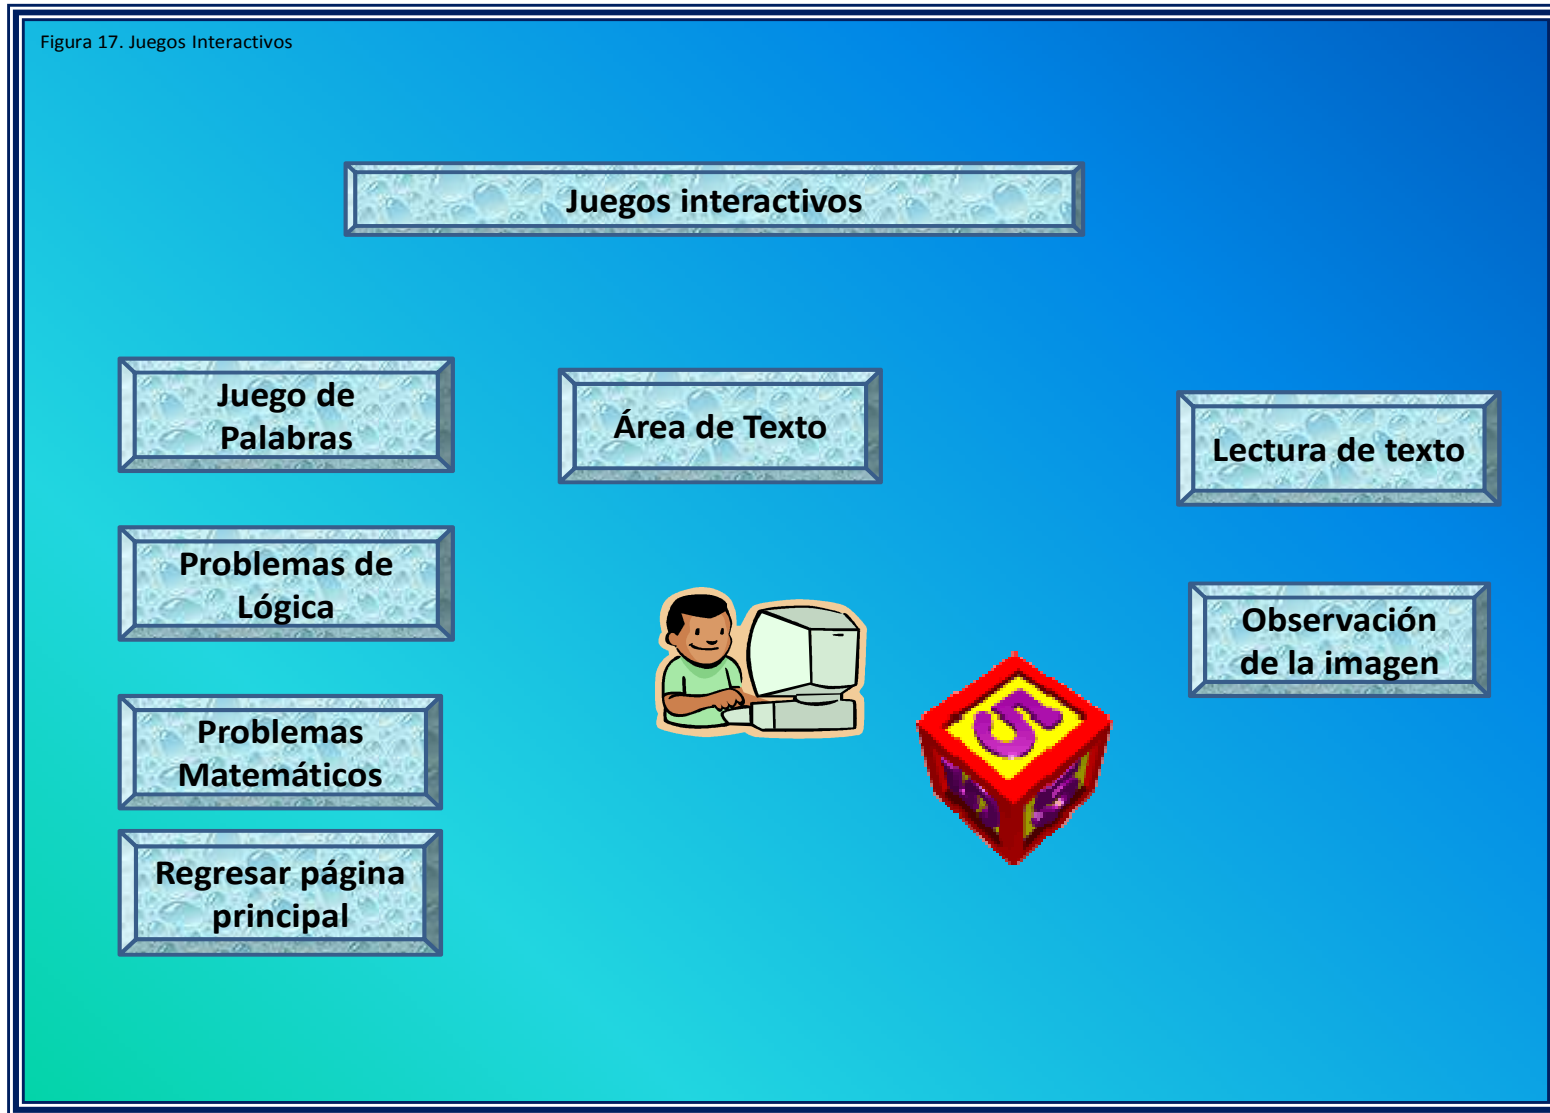 Figura 17. Juegos Interactivos
Juegos interactivos
Juego de
Palabras
Área de Texto
Lectura de texto
Problemas de
Lógica
Observación
de la imagen
Problemas
Matemáticos
Regresar página
principal
5